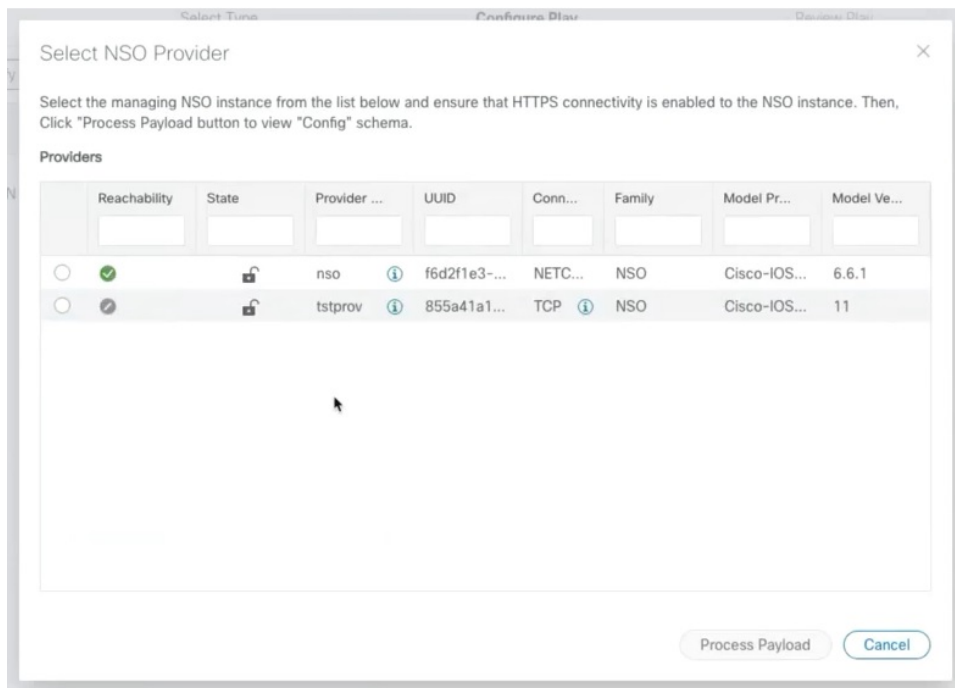 Select Type Configure Play Review Play
Select NSO Provider
Select the managing NSO instance from the list below and ensure that HTTPS connectivity is enabled to the NSO instance. Then,
Click "Process Payload button to view "Config" schema.
Providers
Reachability State Provider ... UUID Conn... Family Model Pr... Model Ve...
nso f6d2f1e3-... NETC... NSO Cisco-IOS... 6.6.1
tstprov 855a41a1... TCP NSO Cisco-IOS... 11
Process Payload Cancel